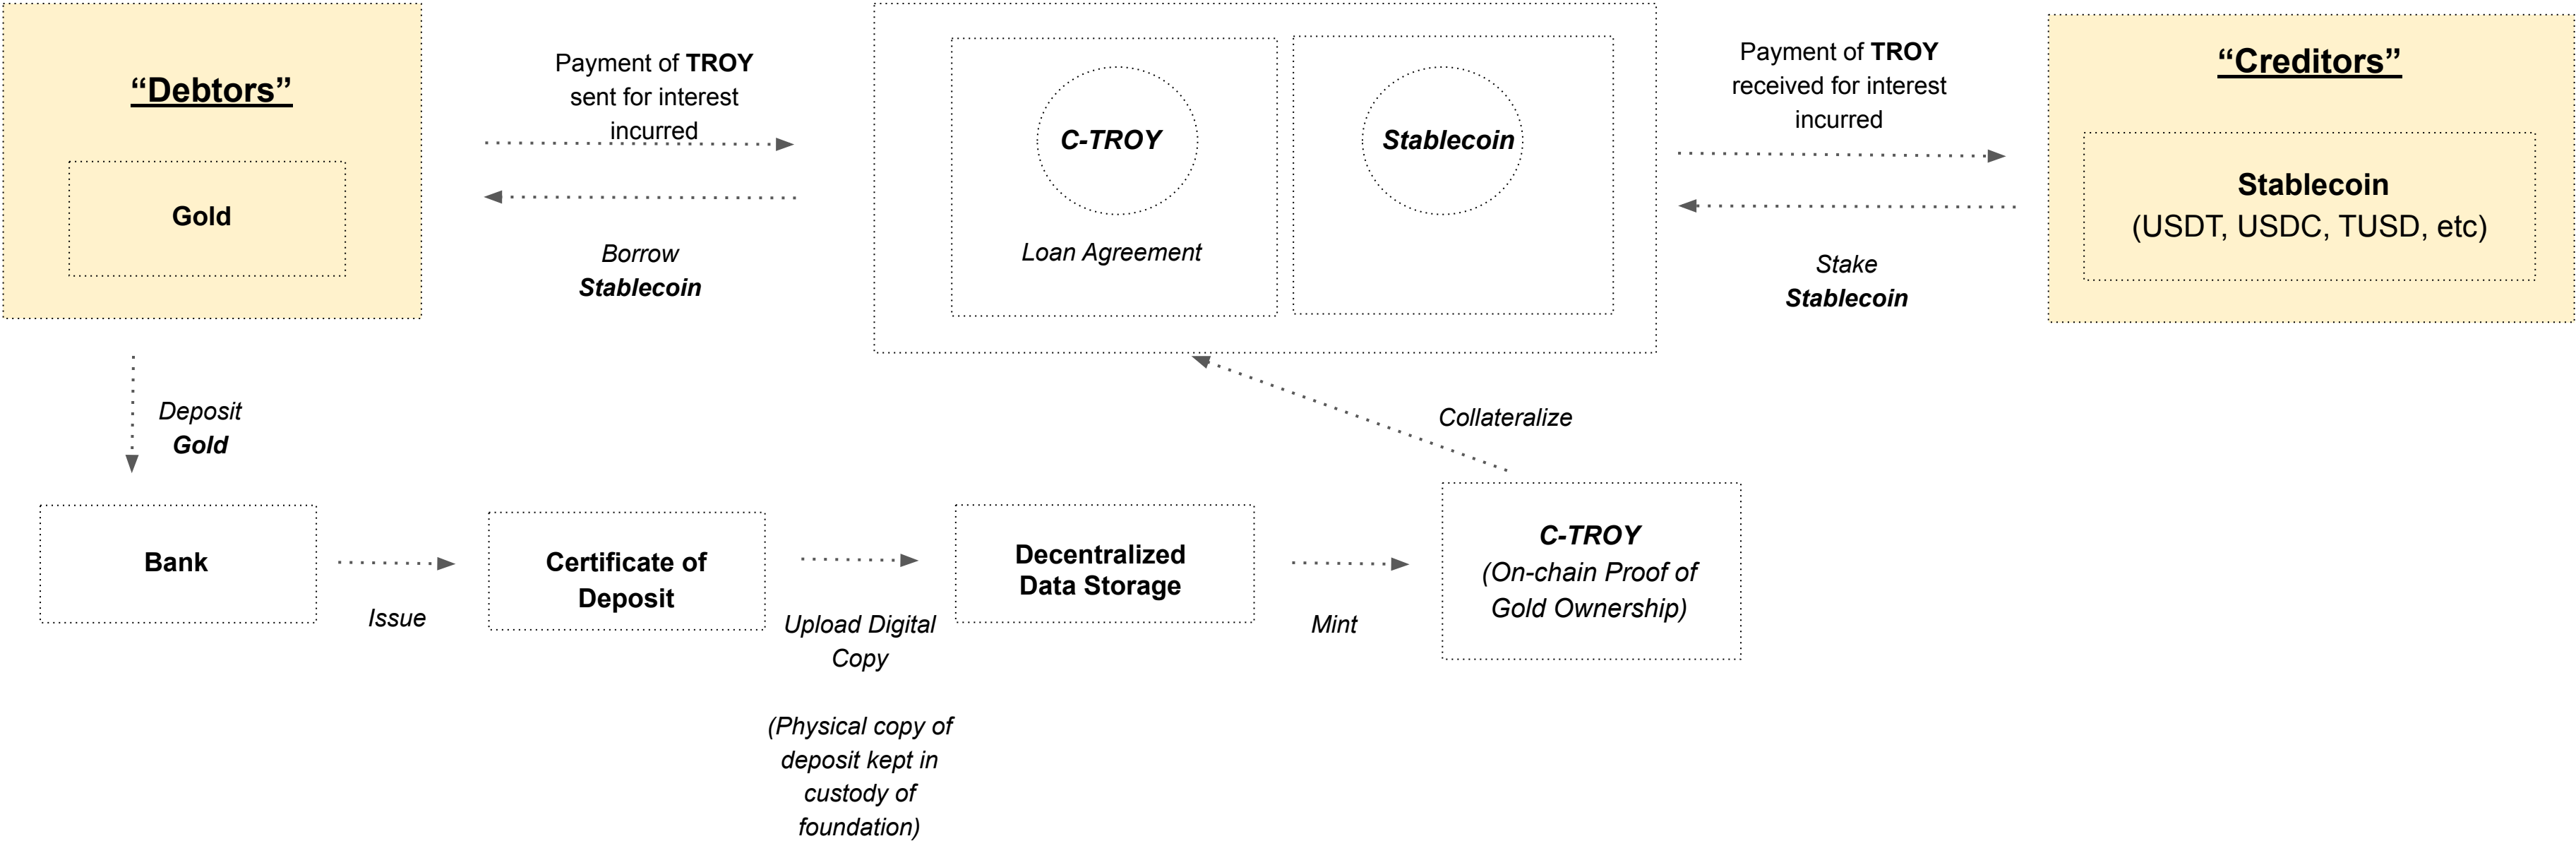 “Debtors”
Gold
Payment of TROY
sent for interest
incurred
Borrow
Stablecoin
C-TROY
Loan Agreement
Stablecoin
Payment of TROY
received for interest
incurred
Stake
Stablecoin
“Creditors”
Stablecoin
(USDT, USDC, TUSD, etc)
Deposit
Gold
Collateralize
Bank
Issue
Certificate of
Deposit
Upload Digital
Copy
(Physical copy of
deposit kept in
custody of
foundation)
Decentralized
Data Storage
Mint
C-TROY
(On-chain Proof of
Gold Ownership)